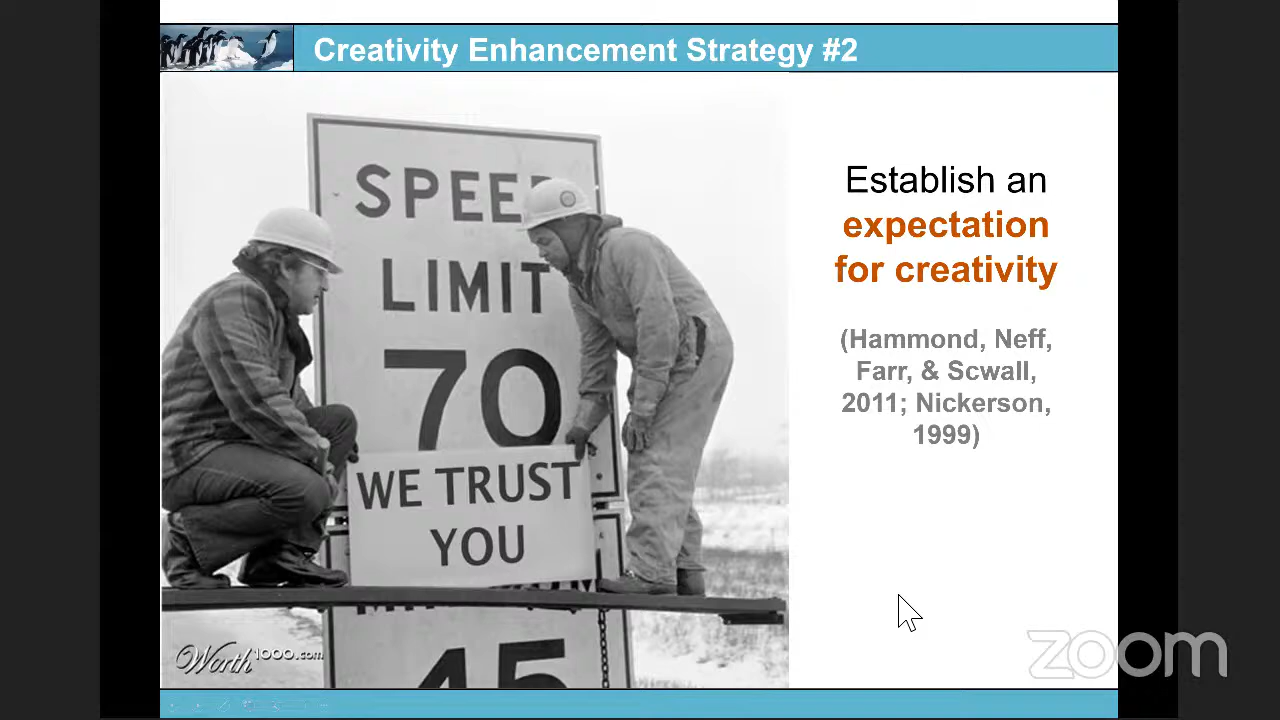 Creativity Enhancement Strategy #2
SPEED
LIMIT
70
WE TRUST
YOU
45
Worth1000.com
Establish an
expectation
for creativity
(Hammond, Neff,
Farr, & Scwall,
2011; Nickerson,
1999)
zoom